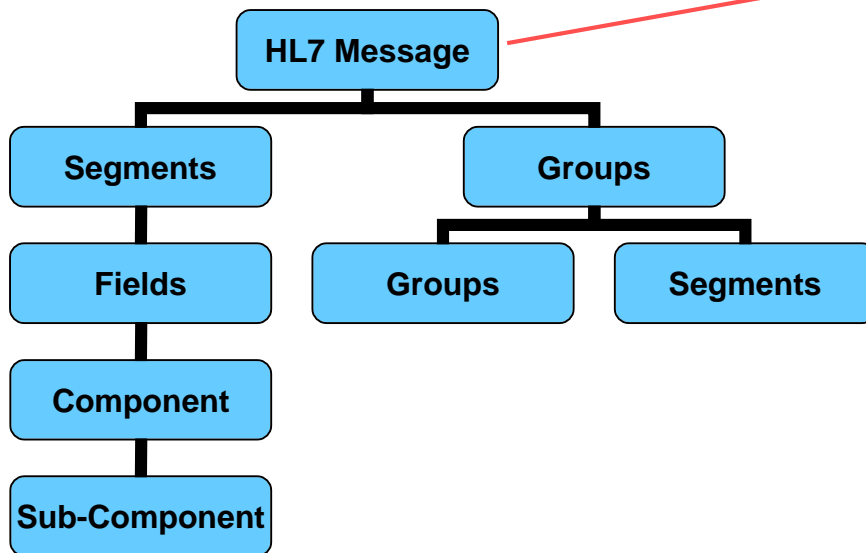 HL7 Message
Segments
Groups
Fields
Groups
Segments
Component
Sub-Component